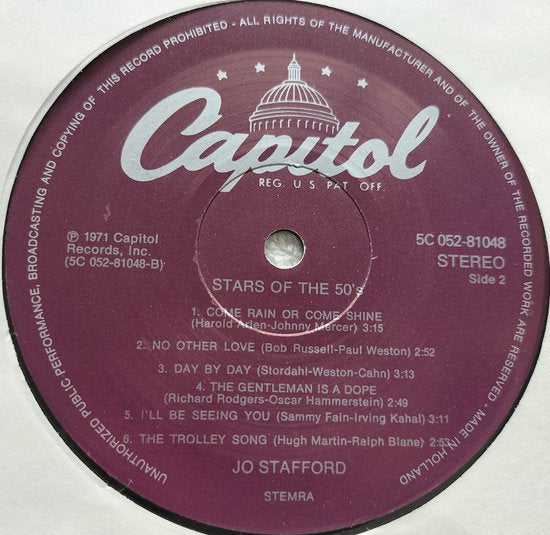 UNAUTHORIZED PUBLIC PERFORMANCE, BROADCASTING AND COPYING OF THIS RECORD PROHIBITED - ALL RIGHTS OF THE MANUFACTURER AND OF THE OWNER OF THE RECORDED WORK ARE RESERVED - MADE IN HOLLAND
Capitol
REG. U.S. PAT. OFF.
℗ 1971 Capitol
Records, Inc.
(5C 052-81048-B)
5C 052-81048
STEREO
Side 2
STARS OF THE 50's
1. COME RAIN OR COME SHINE
(Harold Arlen-Johnny Mercer) 3:15
2. NO OTHER LOVE (Bob Russell-Paul Weston) 2:52
3. DAY BY DAY (Stordahl-Weston-Cahn) 3:13
4. THE GENTLEMAN IS A DOPE
(Richard Rodgers-Oscar Hammerstein) 2:49
5. I'LL BE SEEING YOU (Sammy Fain-Irving Kahal) 3:11
6. THE TROLLEY SONG (Hugh Martin-Ralph Blane) 2:53
JO STAFFORD
STEMRA